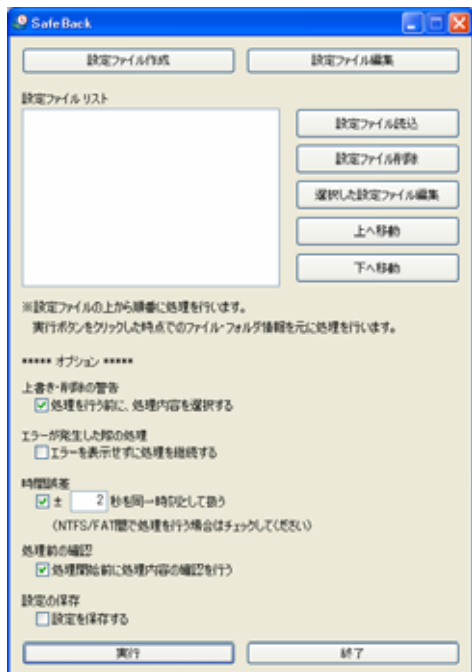 SafeBack
設定ファイル作成
設定ファイル編集
設定ファイル リスト
設定ファイル読込
設定ファイル削除
選択した設定ファイル編集
上へ移動
下へ移動
※設定ファイルの上から順番に処理を行います。
実行ボタンをクリックした時点でのファイル・フォルダ情報を元に処理を行います。
***** オプション *****
上書き・削除の警告
処理を行う前に、処理内容を選択する
エラーが発生した際の処理
エラーを表示せずに処理を継続する
時間誤差
± 2 秒を同一時刻として扱う
(NTFS/FAT間で処理を行う場合はチェックしてください)
処理前の確認
処理開始前に処理内容の確認を行う
設定の保存
設定を保存する
実行
終了